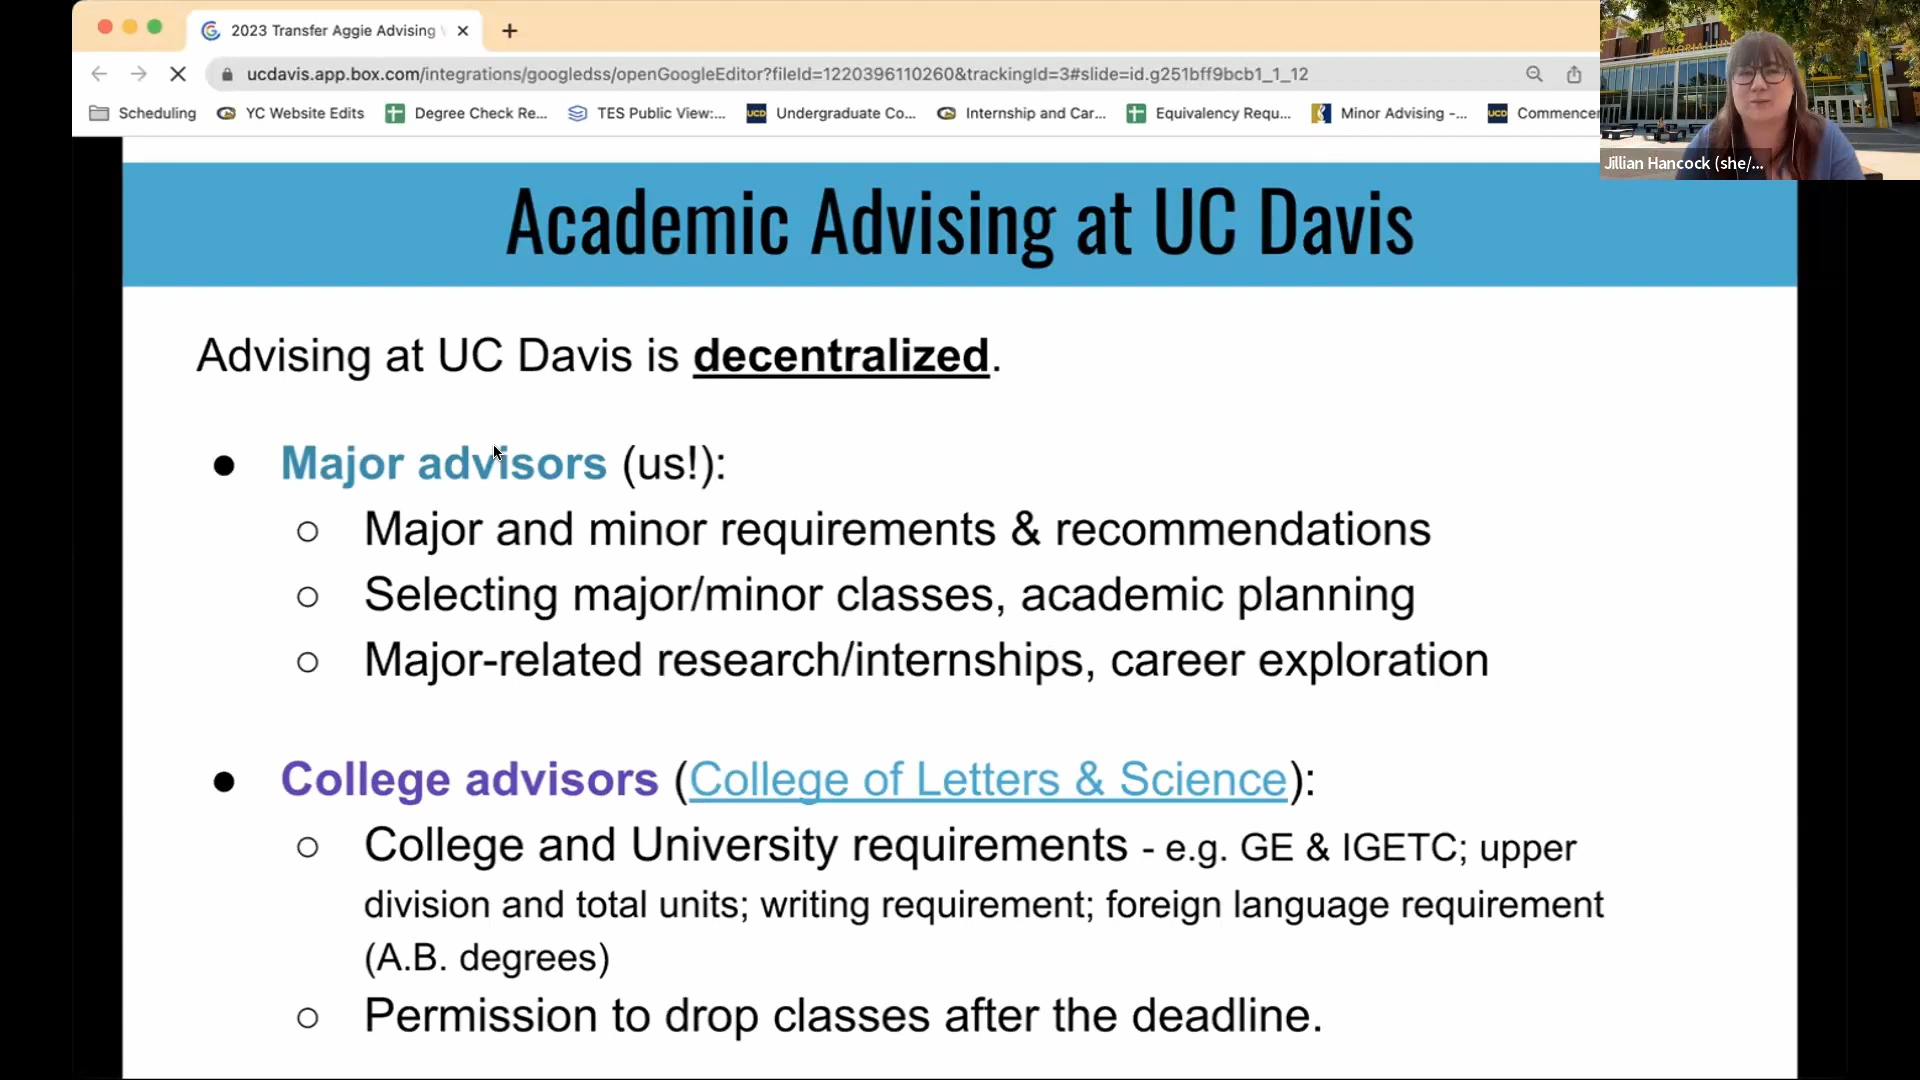 2023 Transfer Aggie Advising
ucdavis.app.box.com/integrations/googledss/openGoogleEditor?fileId=1220396110260&trackingId=3#slide=id.g251bff9bcb1_1_12
Scheduling YC Website Edits Degree Check Re... TES Public View:... UCD Undergraduate Co... Internship and Car... Equivalency Requ... Minor Advising -... UCD Commencer
MEMORIAL UN
Jillian Hancock (she/...
Academic Advising at UC Davis
Advising at UC Davis is decentralized.
● Major advisors (us!):
○ Major and minor requirements & recommendations
○ Selecting major/minor classes, academic planning
○ Major-related research/internships, career exploration
● College advisors (College of Letters & Science):
○ College and University requirements - e.g. GE & IGETC; upper
division and total units; writing requirement; foreign language requirement
(A.B. degrees)
○ Permission to drop classes after the deadline.